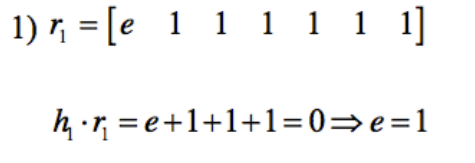 1) r₁ = [e 1 1 1 1 1 1]
h₁ · r₁ = e+1+1+1=0⇒e=1